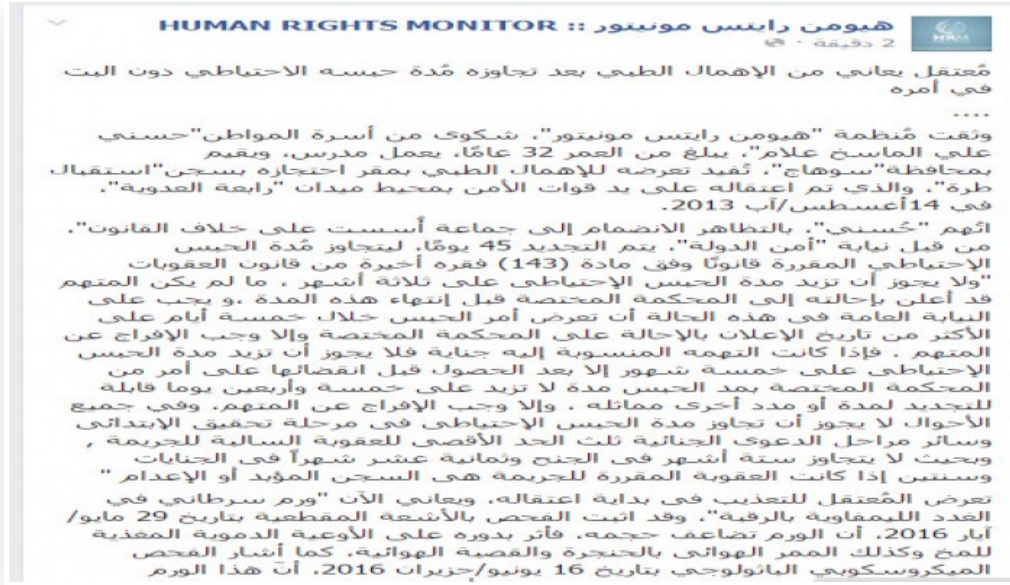 هيومن رايتس مونيتور :: HUMAN RIGHTS MONITOR
2 دقيقة ·
HRM
مُعتقل يعاني من الإهمال الطبي بعد تجاوزه مُدة حبسه الاحتياطي دون البت
في أمره
....
وثقت مُنظمة "هيومن رايتس مونيتور"، شكوى من أسرة المواطن"حسني
علي الماسخ علام"، يبلغ من العمر 32 عامًا، يعمل مدرس، ويقيم
بمحافظة"سوهاج"، تُفيد تعرضه للإهمال الطبي بمقر احتجازه بسجن"استقبال
طرة"، والذي تم اعتقاله على يد قوات الأمن بمحيط ميدان "رابعة العدوية"،
في 14أغسطس/آب 2013.
اتُهم "حُسني"، بالتظاهر الانضمام إلى جماعة أُسست على خلاف القانون"،
من قبل نيابة "أمن الدولة"، يتم التجديد 45 يومًا، ليتجاوز مُدة الحبس
الإحتياطي المقررة قانونًا وفق مادة (143) فقره أخيرة من قانون العقوبات
"ولا يجوز أن تزيد مدة الحبس الإحتياطى على ثلاثة أشهر ، ما لم يكن المتهم
قد أعلن بإحالته إلى المحكمة المختصة قبل إنتهاء هذه المدة ،و يجب على
النيابة العامة فى هذه الحالة أن تعرض أمر الحبس خلال خمسة أيام على
الأكثر من تاريخ الإعلان بالإحالة على المحكمة المختصة وإلا وجب الإفراج عن
المتهم . فإذا كانت التهمه المنسوبة إليه جناية فلا يجوز أن تزيد مدة الحبس
الإحتياطى على خمسة شهور إلا بعد الحصول قبل انقضائها على أمر من
المحكمة المختصة بمد الحبس مدة لا تزيد على خمسة وأربعين يوما قابلة
للتجديد لمدة أو مدد أخرى مماثله ، وإلا وجب الإفراج عن المتهم، وفي جميع
الأحوال لا يجوز أن تجاوز مدة الحبس الإحتياطى فى مرحلة تحقيق الإبتدائى
وسائر مراحل الدعوى الجنائية ثلث الحد الأقصى للعقوبة السالبة للجريمة ,
وبحيث لا يتجاوز ستة أشهر فى الجنح وثمانية عشر شهراً فى الجنايات
وسنتين إذا كانت العقوبة المقررة للجريمة هى السجن المؤبد أو الإعدام "
تعرض المُعتقل للتعذيب في بداية اعتقاله، ويعاني الآن "ورم سرطاني في
الغدد الليمفاوية بالرقبة"، وقد اثبت الفحص بالأشعة المقطعية بتاريخ 29 مايو/
آيار 2016، أن الورم تضاعف حجمه، فأثر بدوره على الأوعية الدموية المغذية
للمخ وكذلك الممر الهوائي بالحنجرة والقصبة الهوائية، كما أشار الفحص
الميكروسكوبي الباثولوجي بتاريخ 16 يونيو/حزيران 2016، أنّ هذا الورم